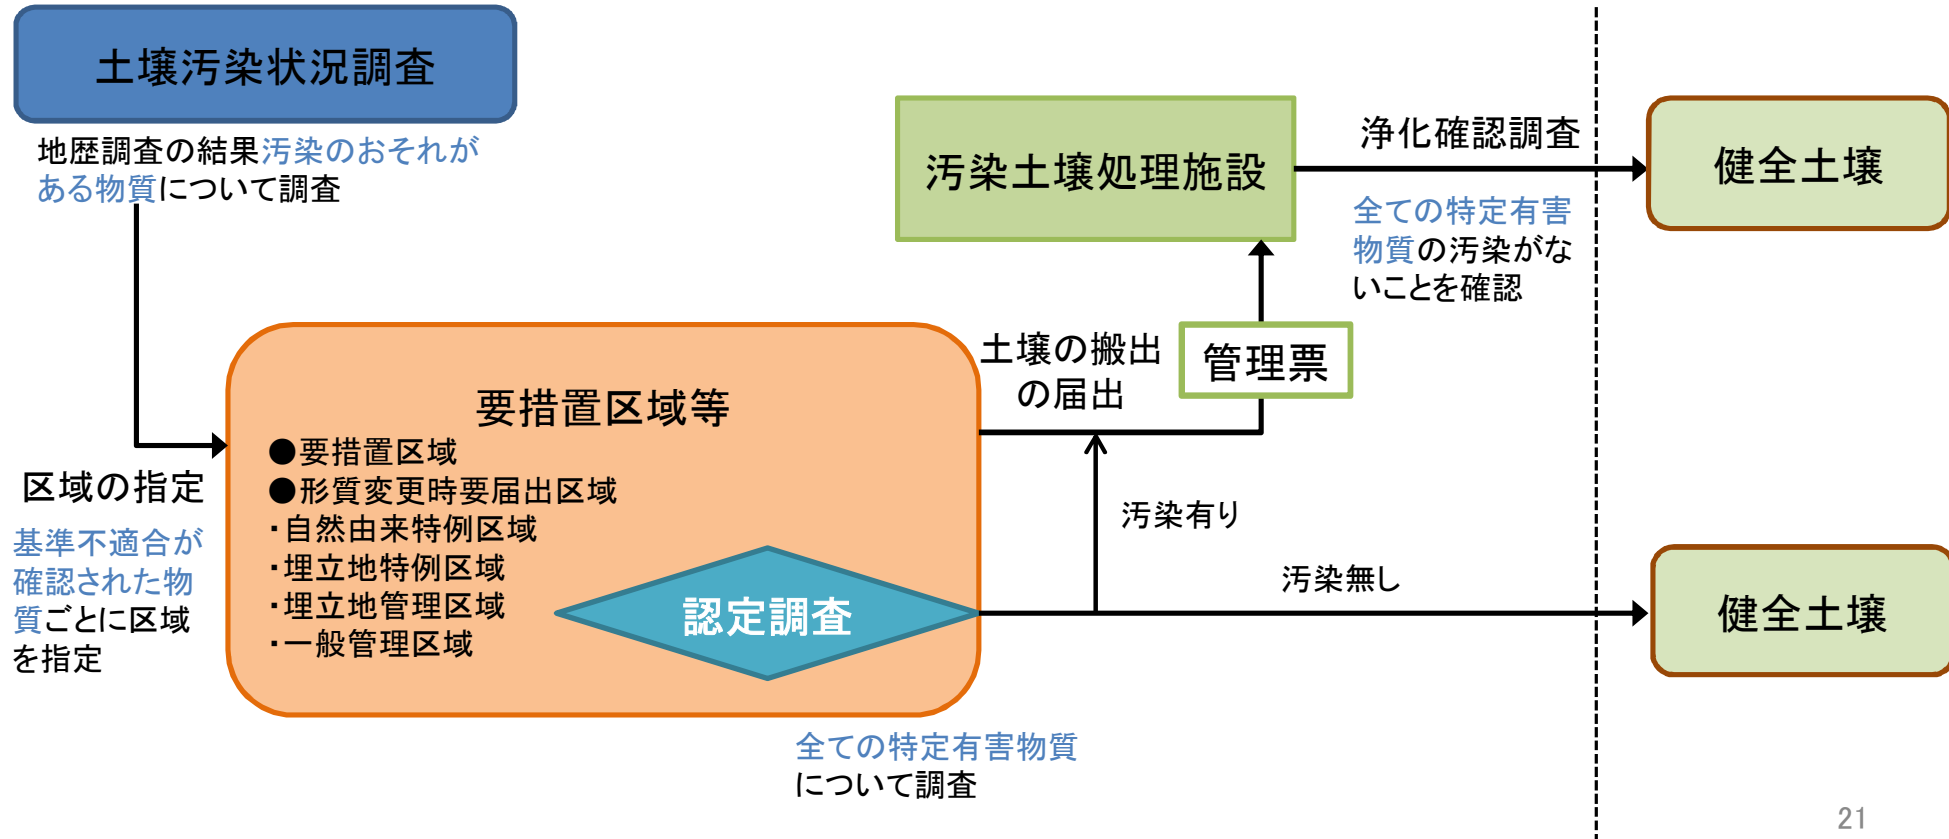 土壌汚染状況調査
地歴調査の結果汚染のおそれが
ある物質について調査
区域の指定
基準不適合が
確認された物
質ごとに区域
を指定
要措置区域等
●要措置区域
●形質変更時要届出区域
・自然由来特例区域
・埋立地特例区域
・埋立地管理区域
・一般管理区域
認定調査
全ての特定有害物質
について調査
土壌の搬出
の届出
管理票
汚染有り
汚染無し
汚染土壌処理施設
浄化確認調査
全ての特定有害
物質の汚染がな
いことを確認
健全土壌
健全土壌
21